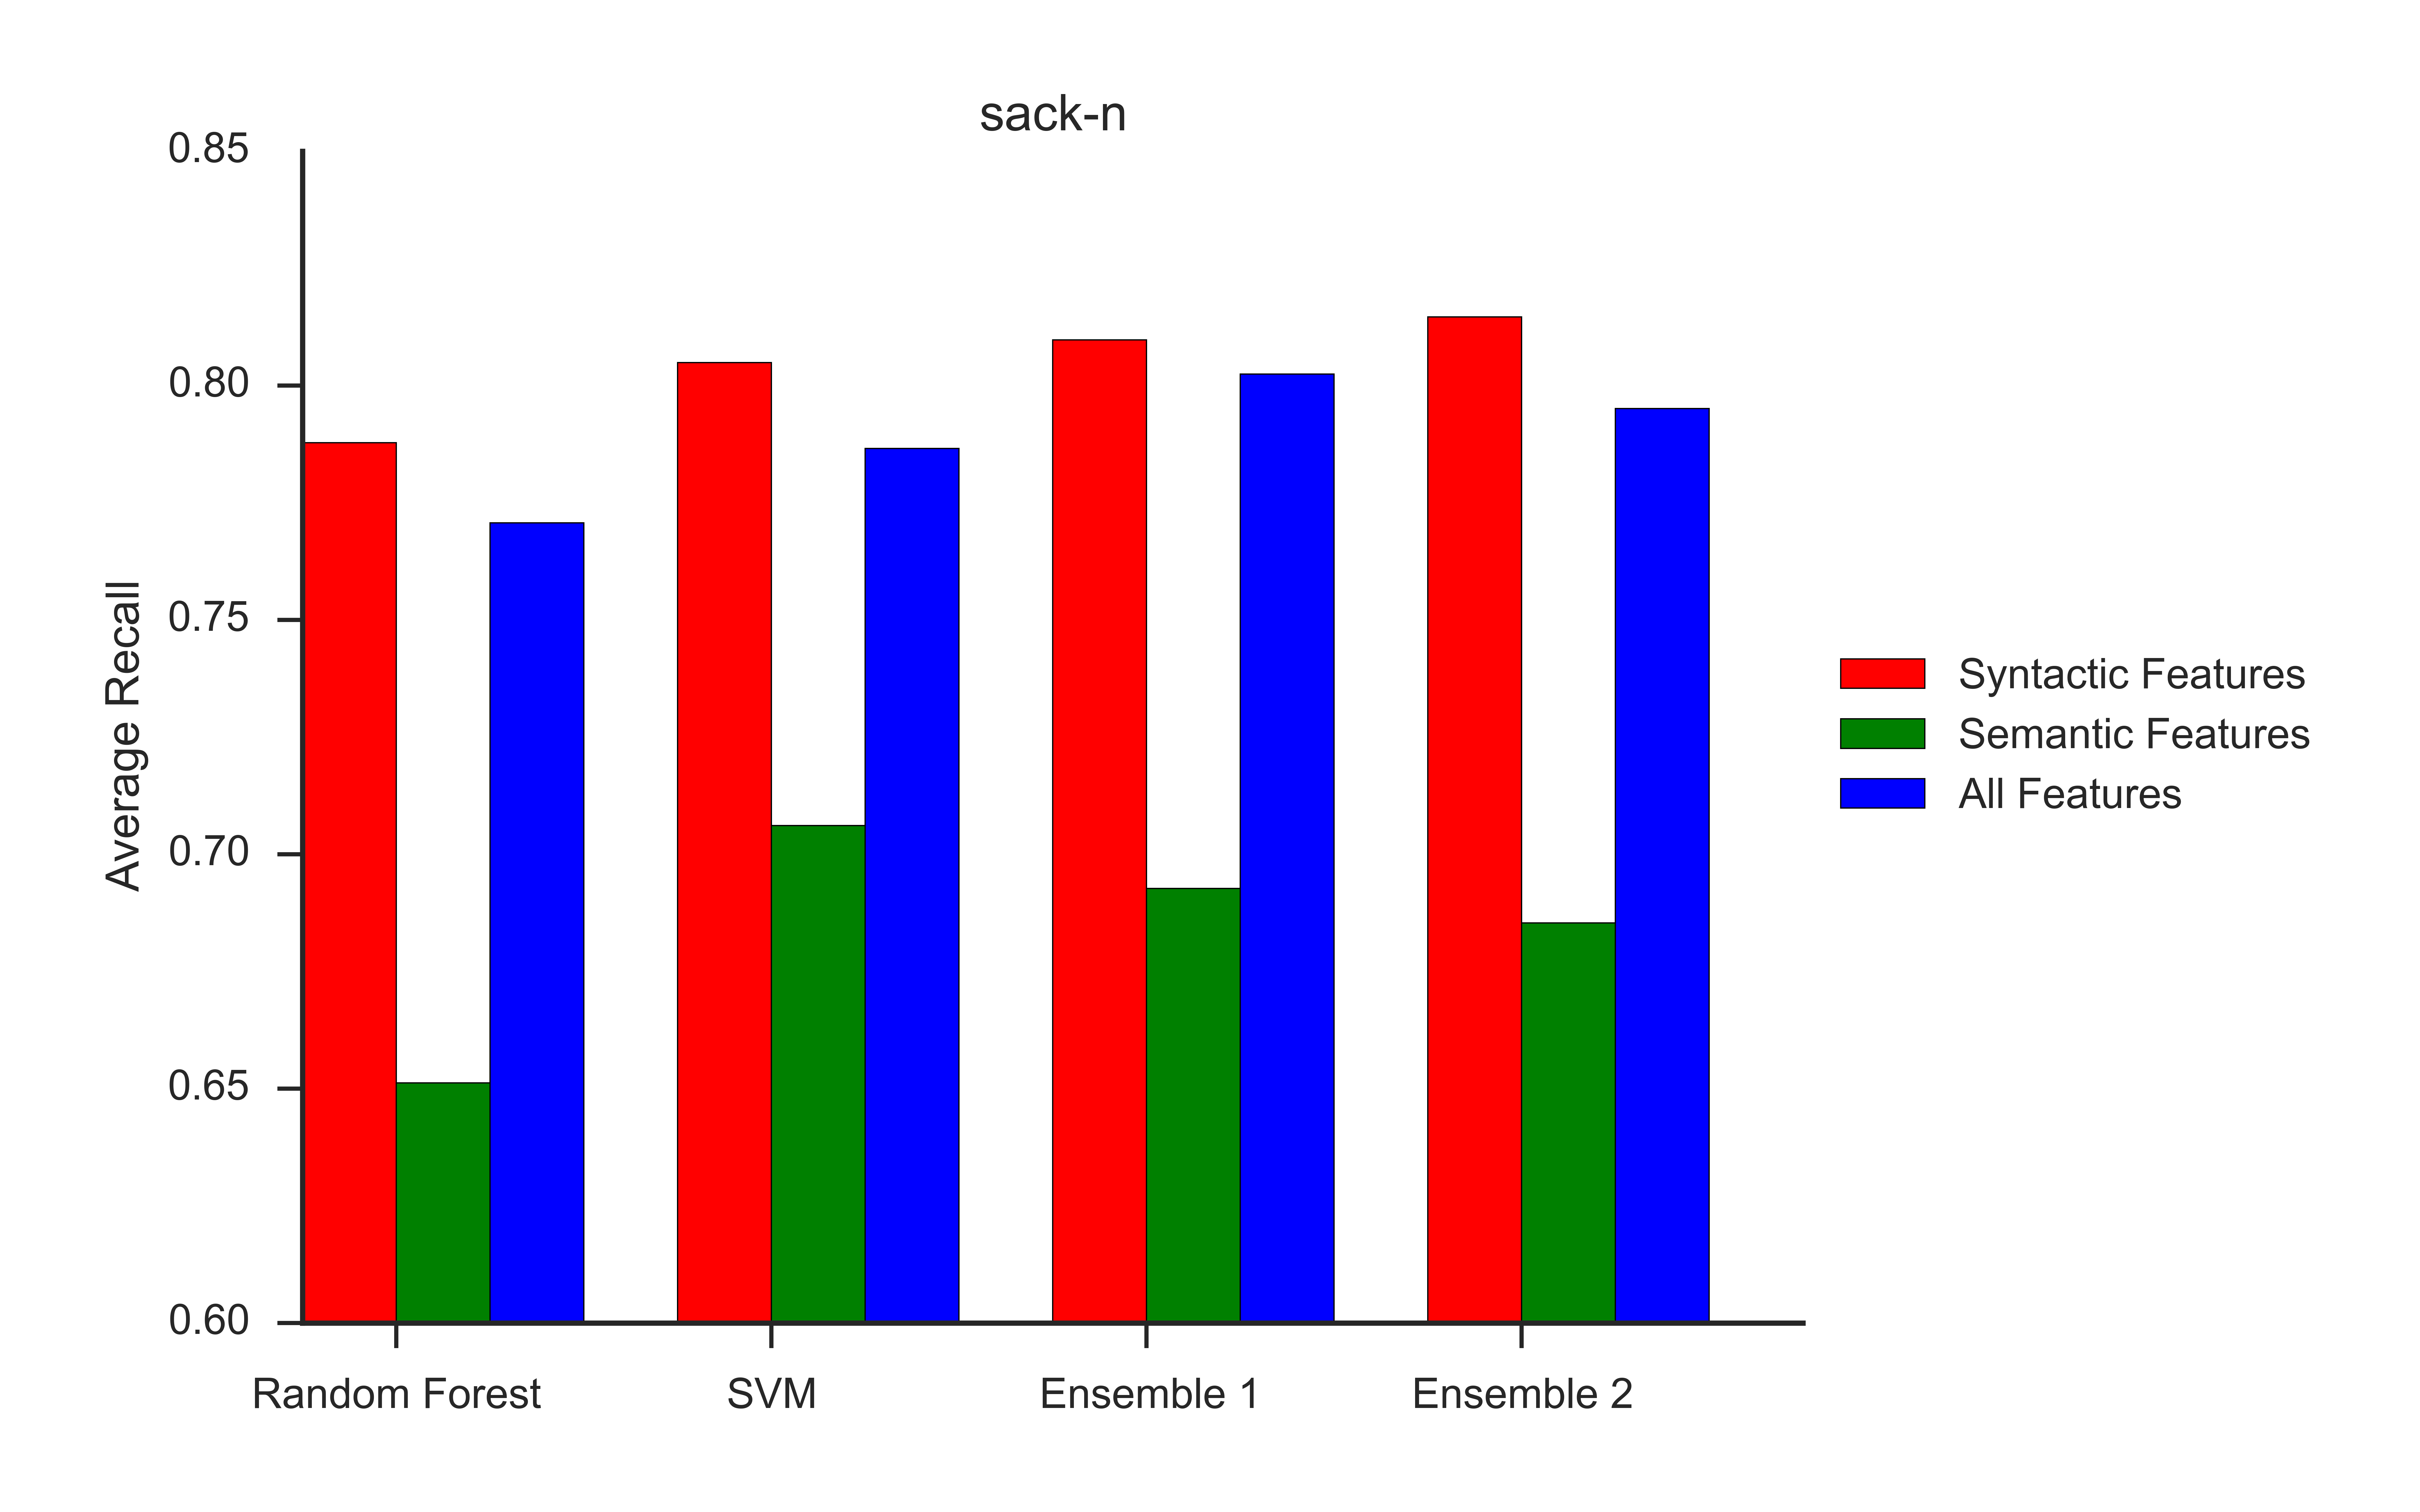 sack-n
0.85
0.80
0.75
0.70
0.65
0.60
Average Recall
Random Forest
SVM
Ensemble 1
Ensemble 2
Syntactic Features
Semantic Features
All Features